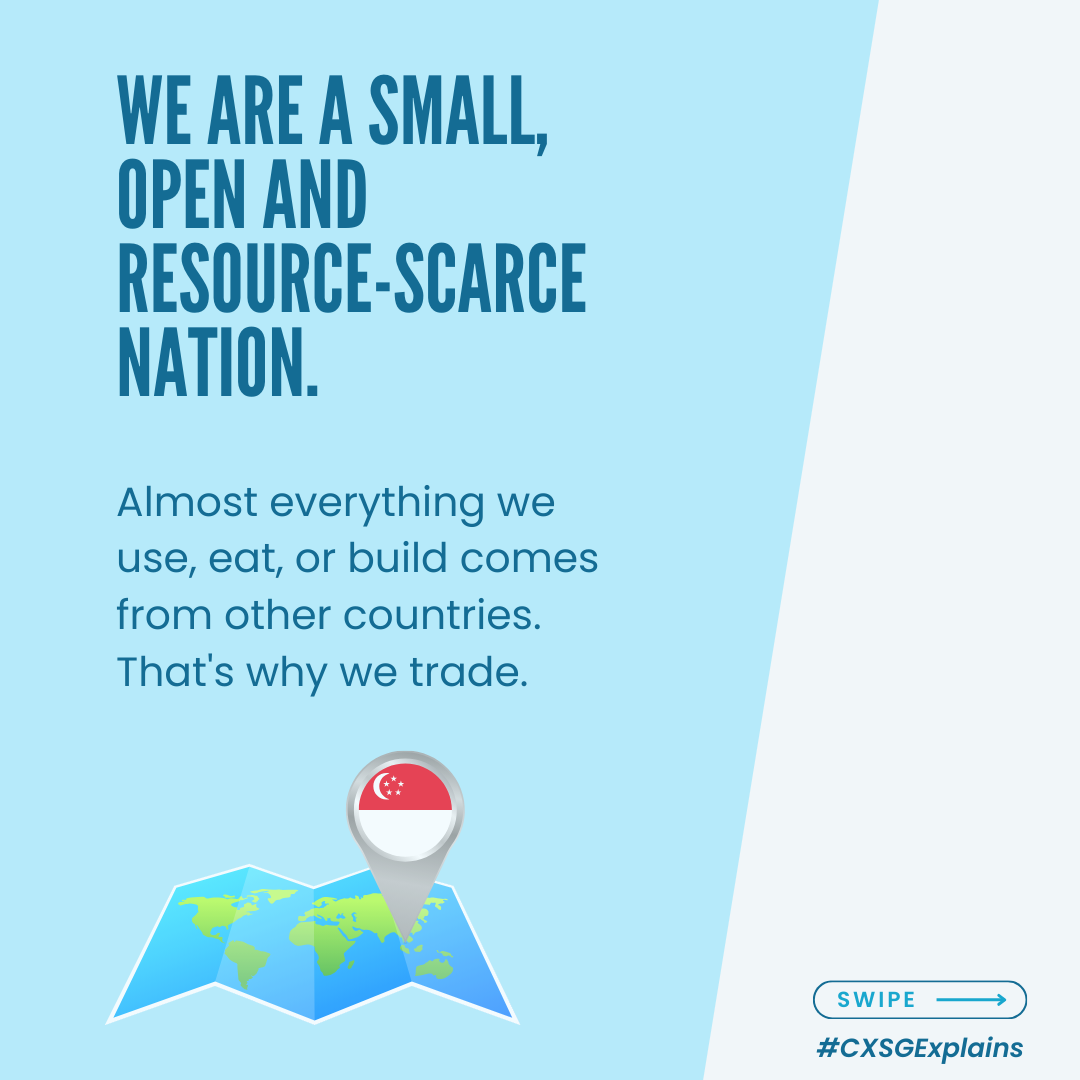 WE ARE A SMALL,
OPEN AND
RESOURCE-SCARCE
NATION.
Almost everything we
use, eat, or build comes
from other countries.
That's why we trade.
SWIPE
#CXSGExplains